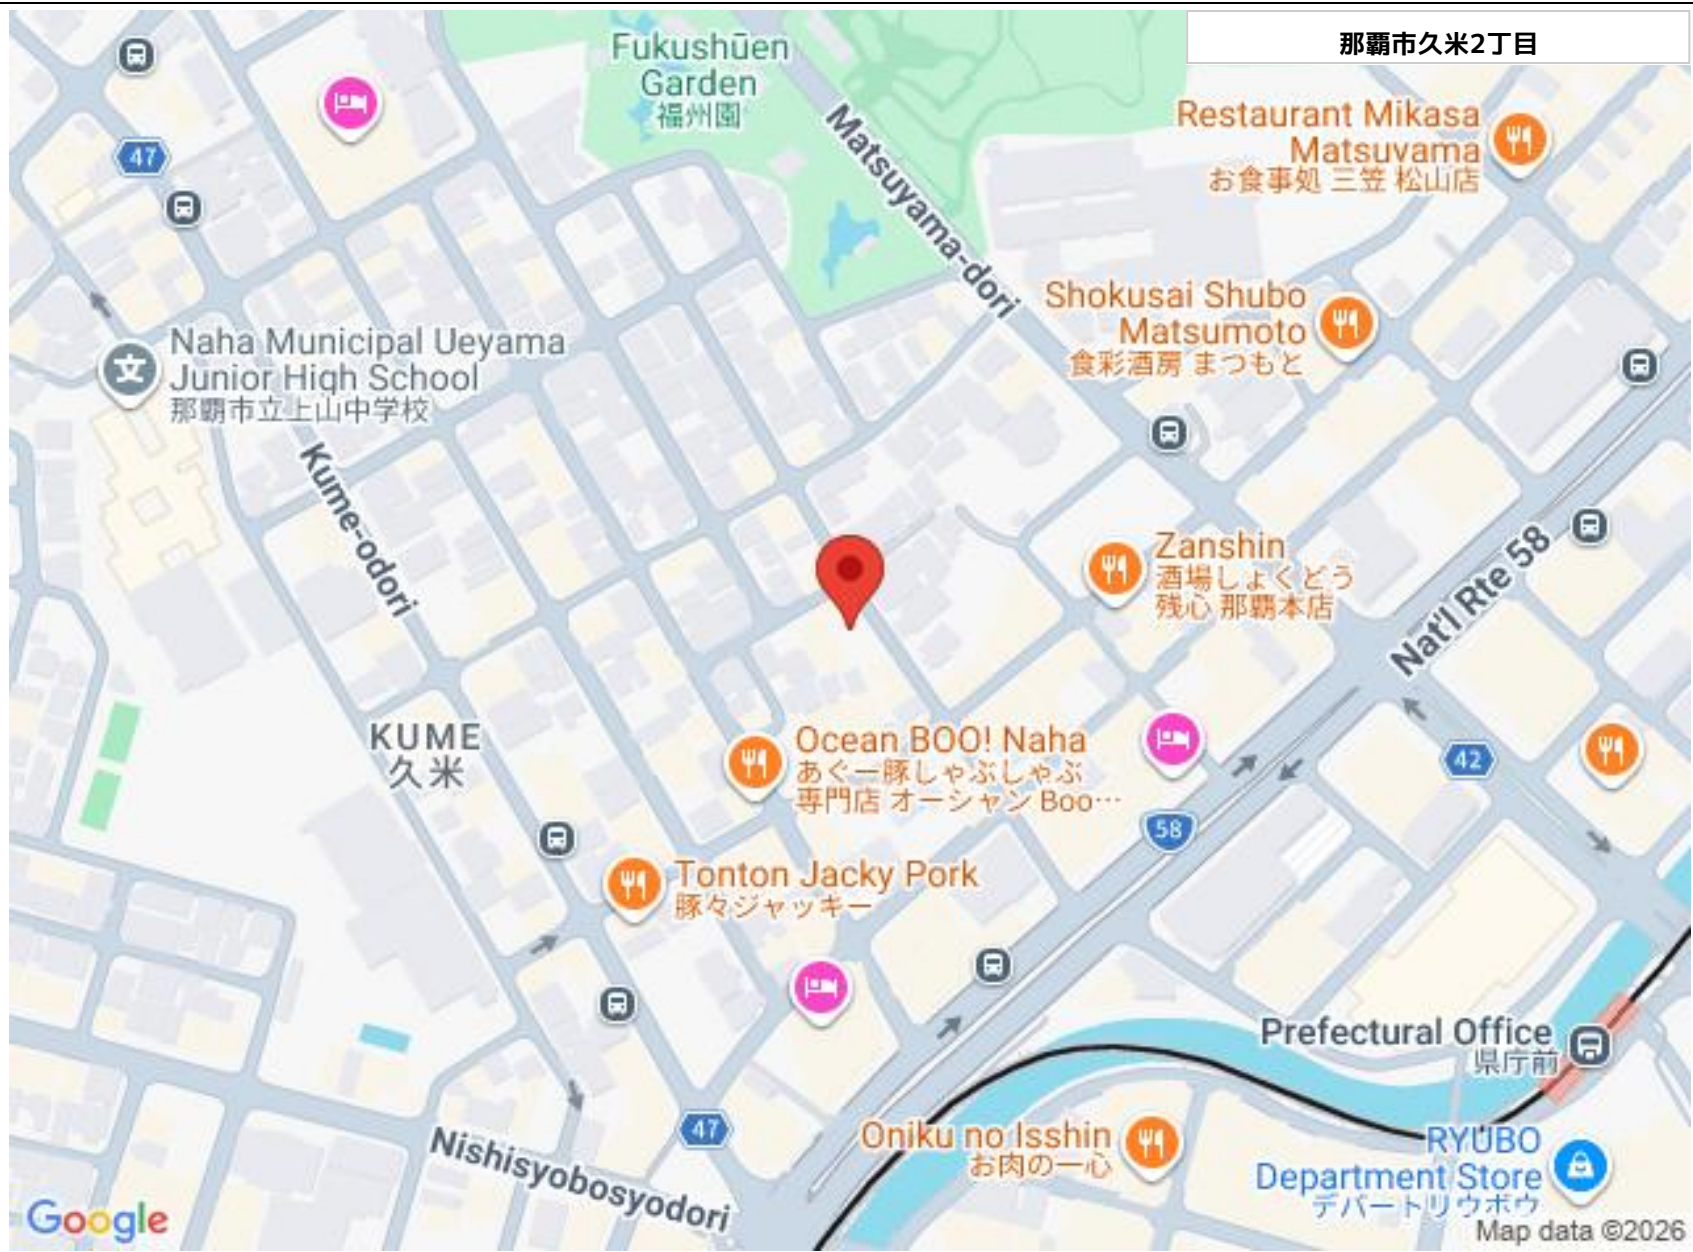 那覇市久米2丁目
Fukushūen
Garden
福州園
47
Matsuyama-dori
Restaurant Mikasa
Matsuyama
お食事処 三笠 松山店
Shokusai Shubo
Matsumoto
食彩酒房 まつもと
文
Naha Municipal Ueyama
Junior High School
那覇市立上山中学校
Kume-odori
Zanshin
酒場しょくどう
残心 那覇本店
Nat'l Rte 58
KUME
久米
Ocean BOO! Naha
あぐー豚しゃぶしゃぶ
専門店 オーシャン Boo…
42
58
Tonton Jacky Pork
豚々ジャッキー
Prefectural Office
県庁前
47
Nishisyobosyodori
Oniku no Isshin
お肉の一心
RYUBO
Department Store
デパートリウボウ
Google
Map data ©2026